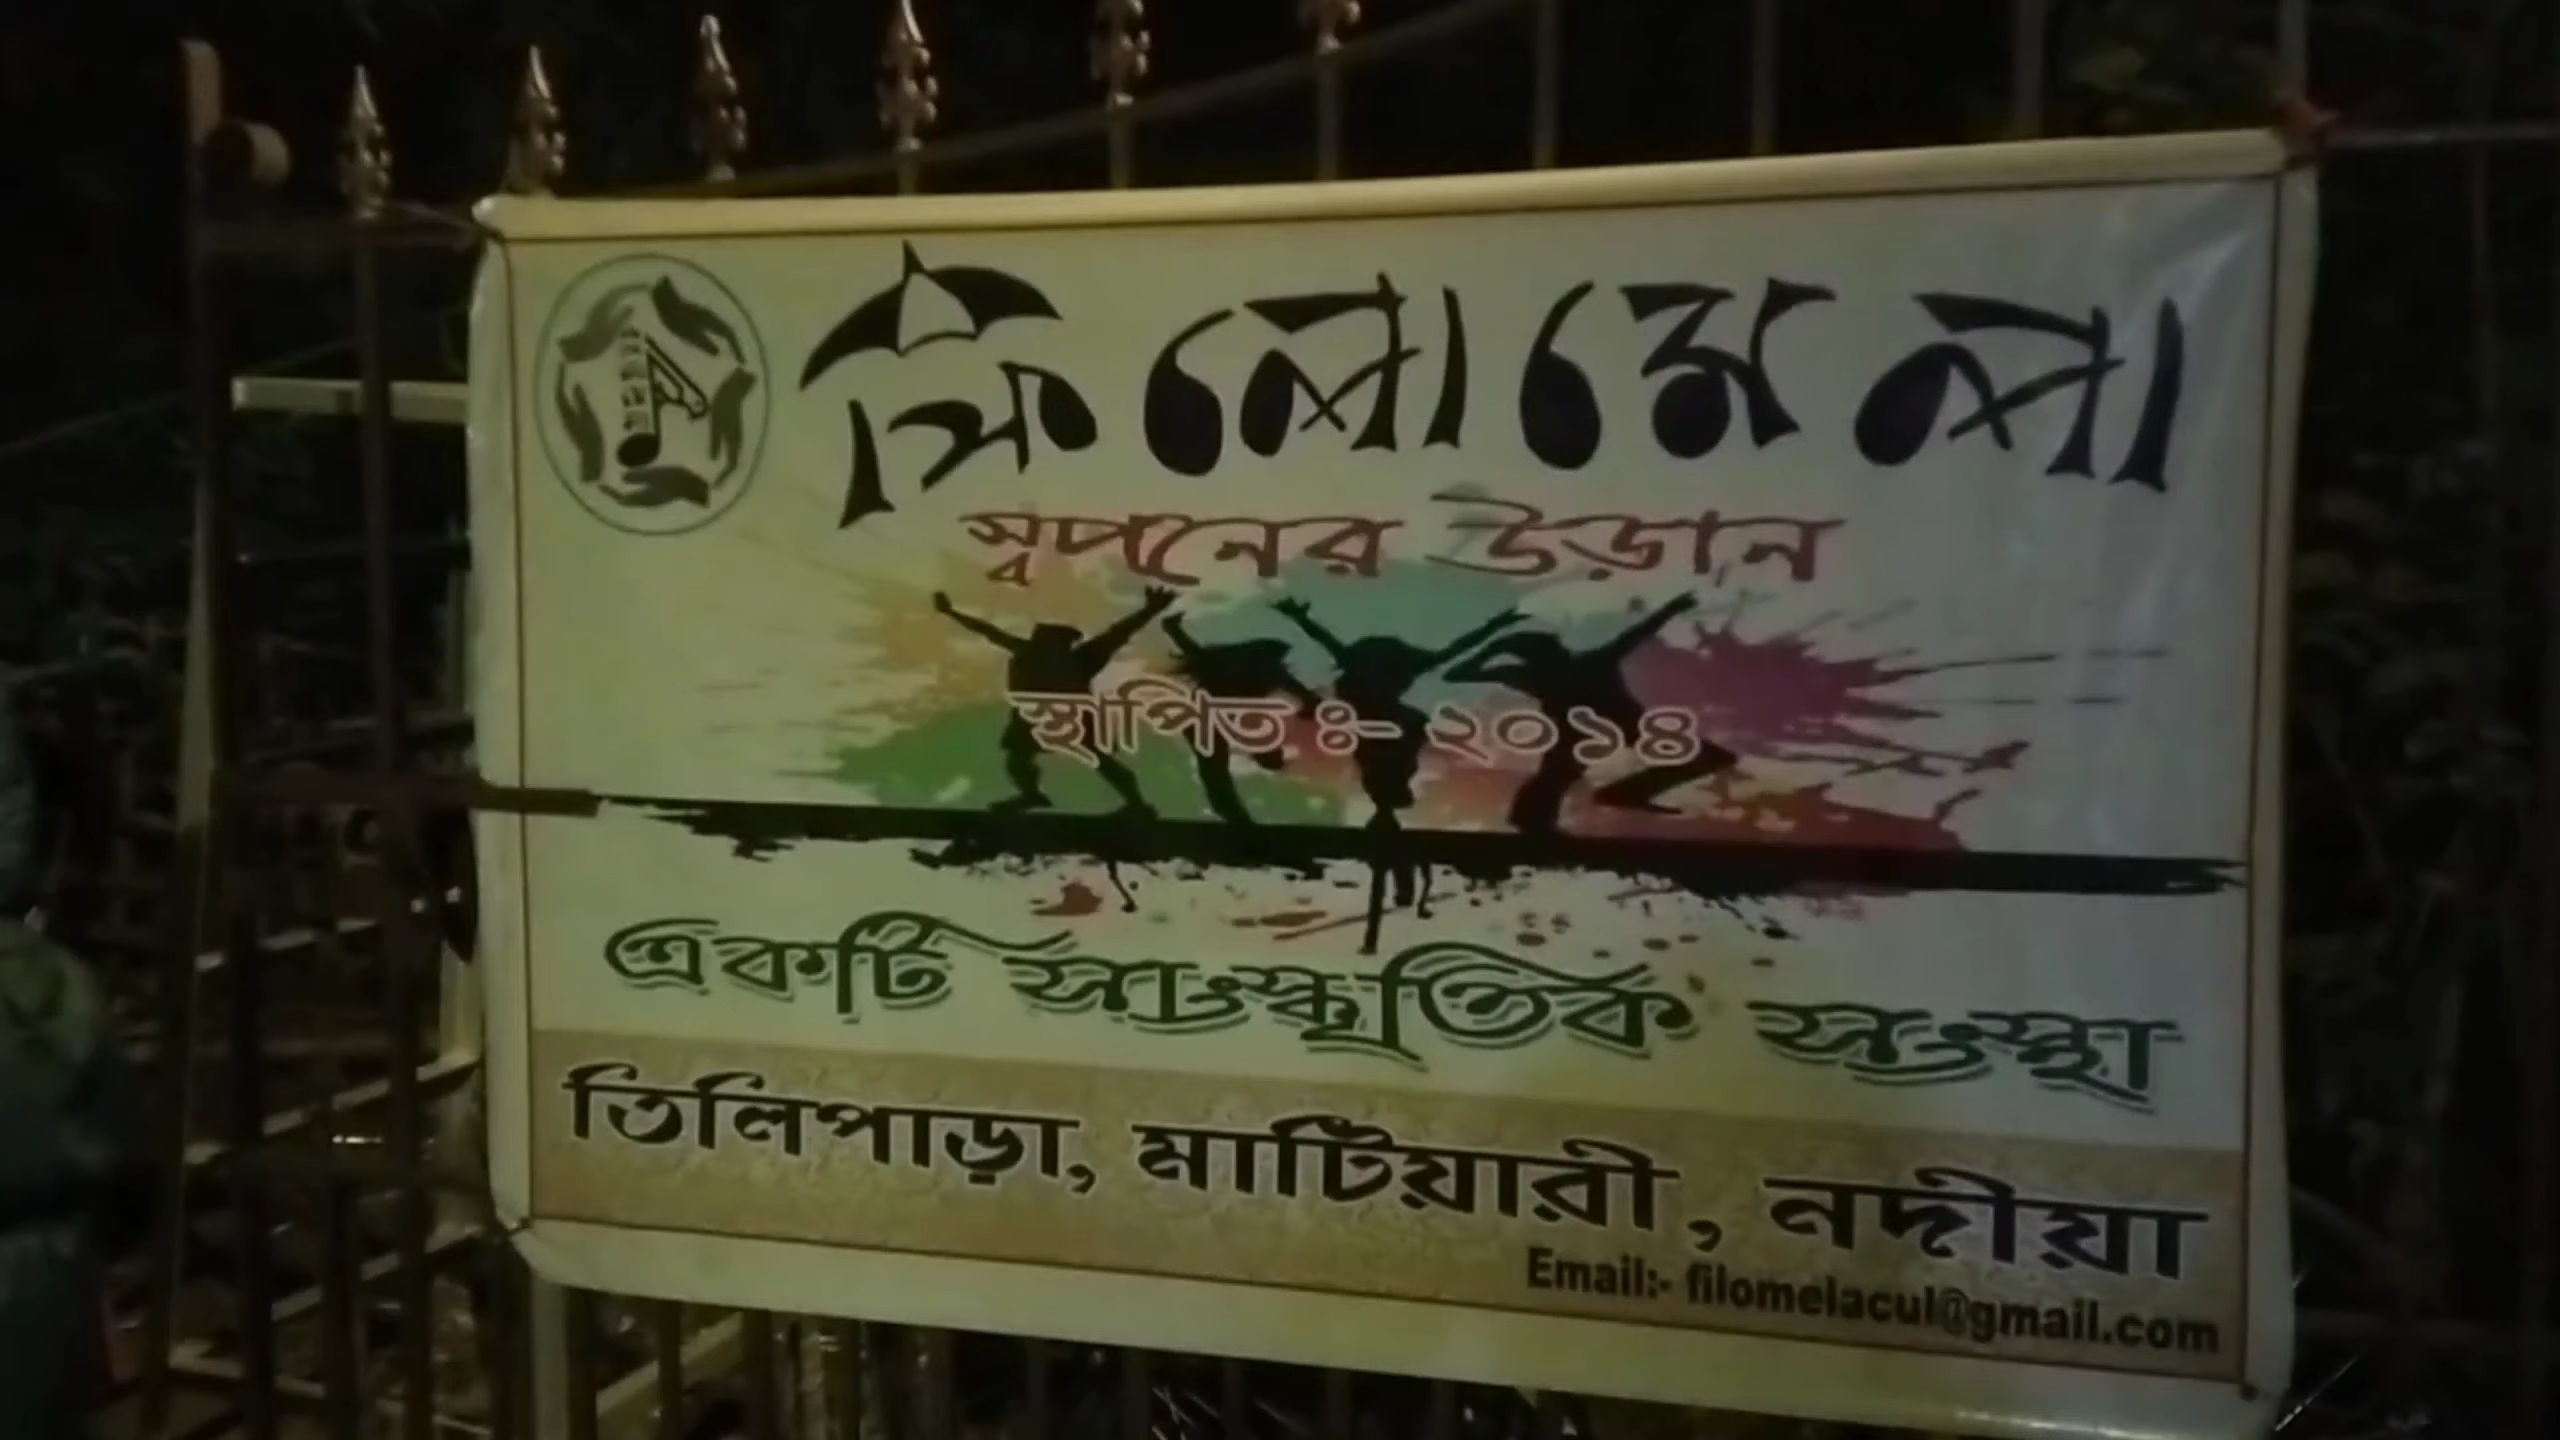 ফিলোমেলা
স্বপনের উড়ান
স্থাপিত ঃ- ২০১৪
একটি সাংস্কৃতিক সংস্থা
তিলিপাড়া, মাটিয়ারী, নদীয়া
Email:- filomelacul@gmail.com